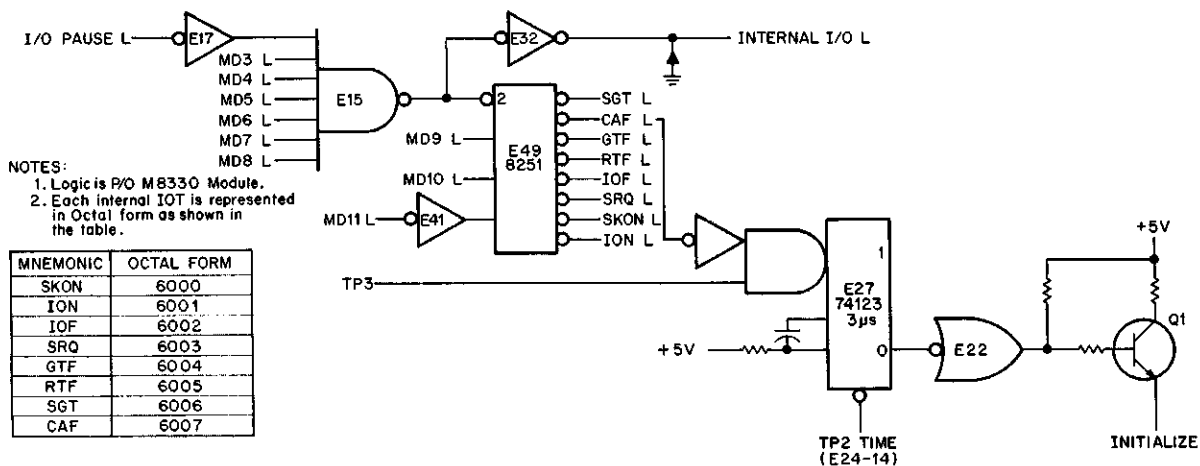 I/O PAUSE L
E17
E32
INTERNAL I/O L
MD3 L
MD4 L
MD5 L
MD6 L
MD7 L
MD8 L
E15
2
SGT L
CAF L
GTF L
RTF L
IOF L
SRQ L
SKON L
ION L
MD9 L
E49
8251
MD10 L
MD11 L
E41
NOTES:
1. Logic is P/O M8330 Module.
2. Each internal IOT is represented
in Octal form as shown in
the table.
MNEMONIC OCTAL FORM
SKON 6000
ION 6001
IOF 6002
SRQ 6003
GTF 6004
RTF 6005
SGT 6006
CAF 6007
TP3
1
E27
74123
3µs
0
+5V
E22
+5V
Q1
TP2 TIME
(E24-14)
INITIALIZE